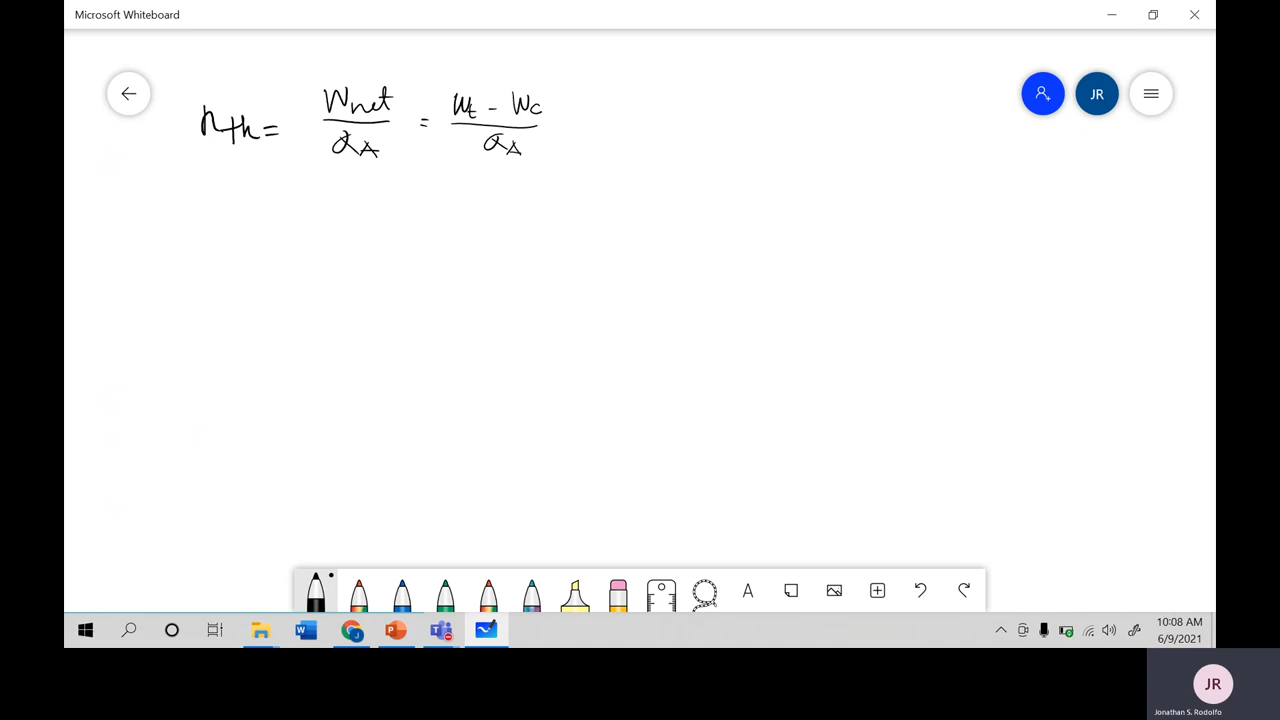 Microsoft Whiteboard
JR
ηth = Wnet/QA = Wt - Wc/QA
A
10:08 AM
6/9/2021
JR
Jonathan S. Rodolfo